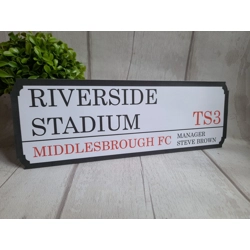 RIVERSIDE
STADIUM TS3
MIDDLESBROUGH FC MANAGER
STEVE BROWN